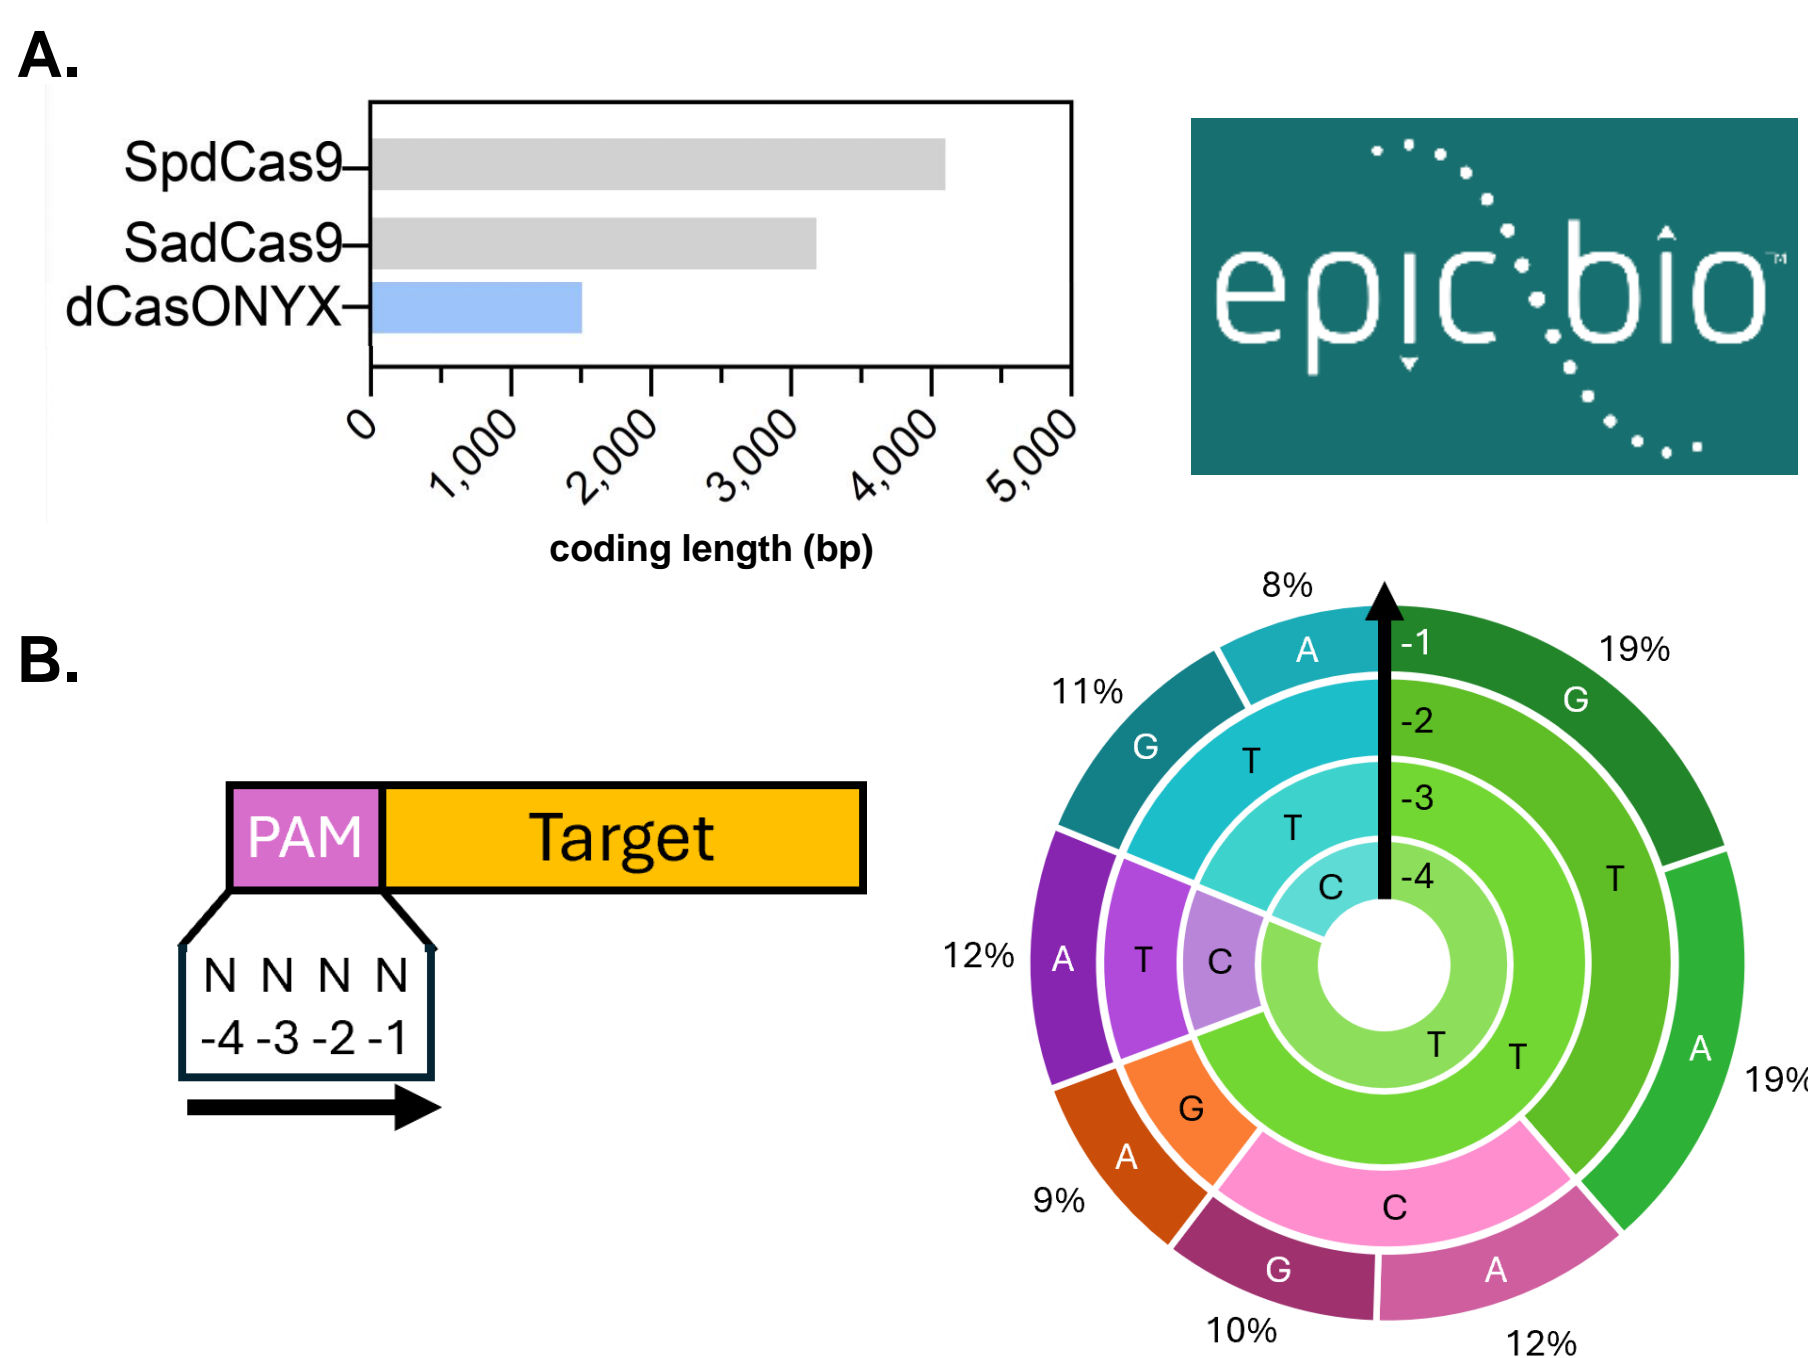 A.
SpdCas9
SadCas9
dCasONYX
0
1,000
2,000
3,000
4,000
5,000
coding length (bp)
epic bio™
B.
PAM
Target
N N N N
-4 -3 -2 -1
8%
19%
11%
12%
9%
10%
12%
19%
-1
-2
-3
-4
A
G
G
T
T
T
C
A
T
C
T
T
A
G
A
C
G
A